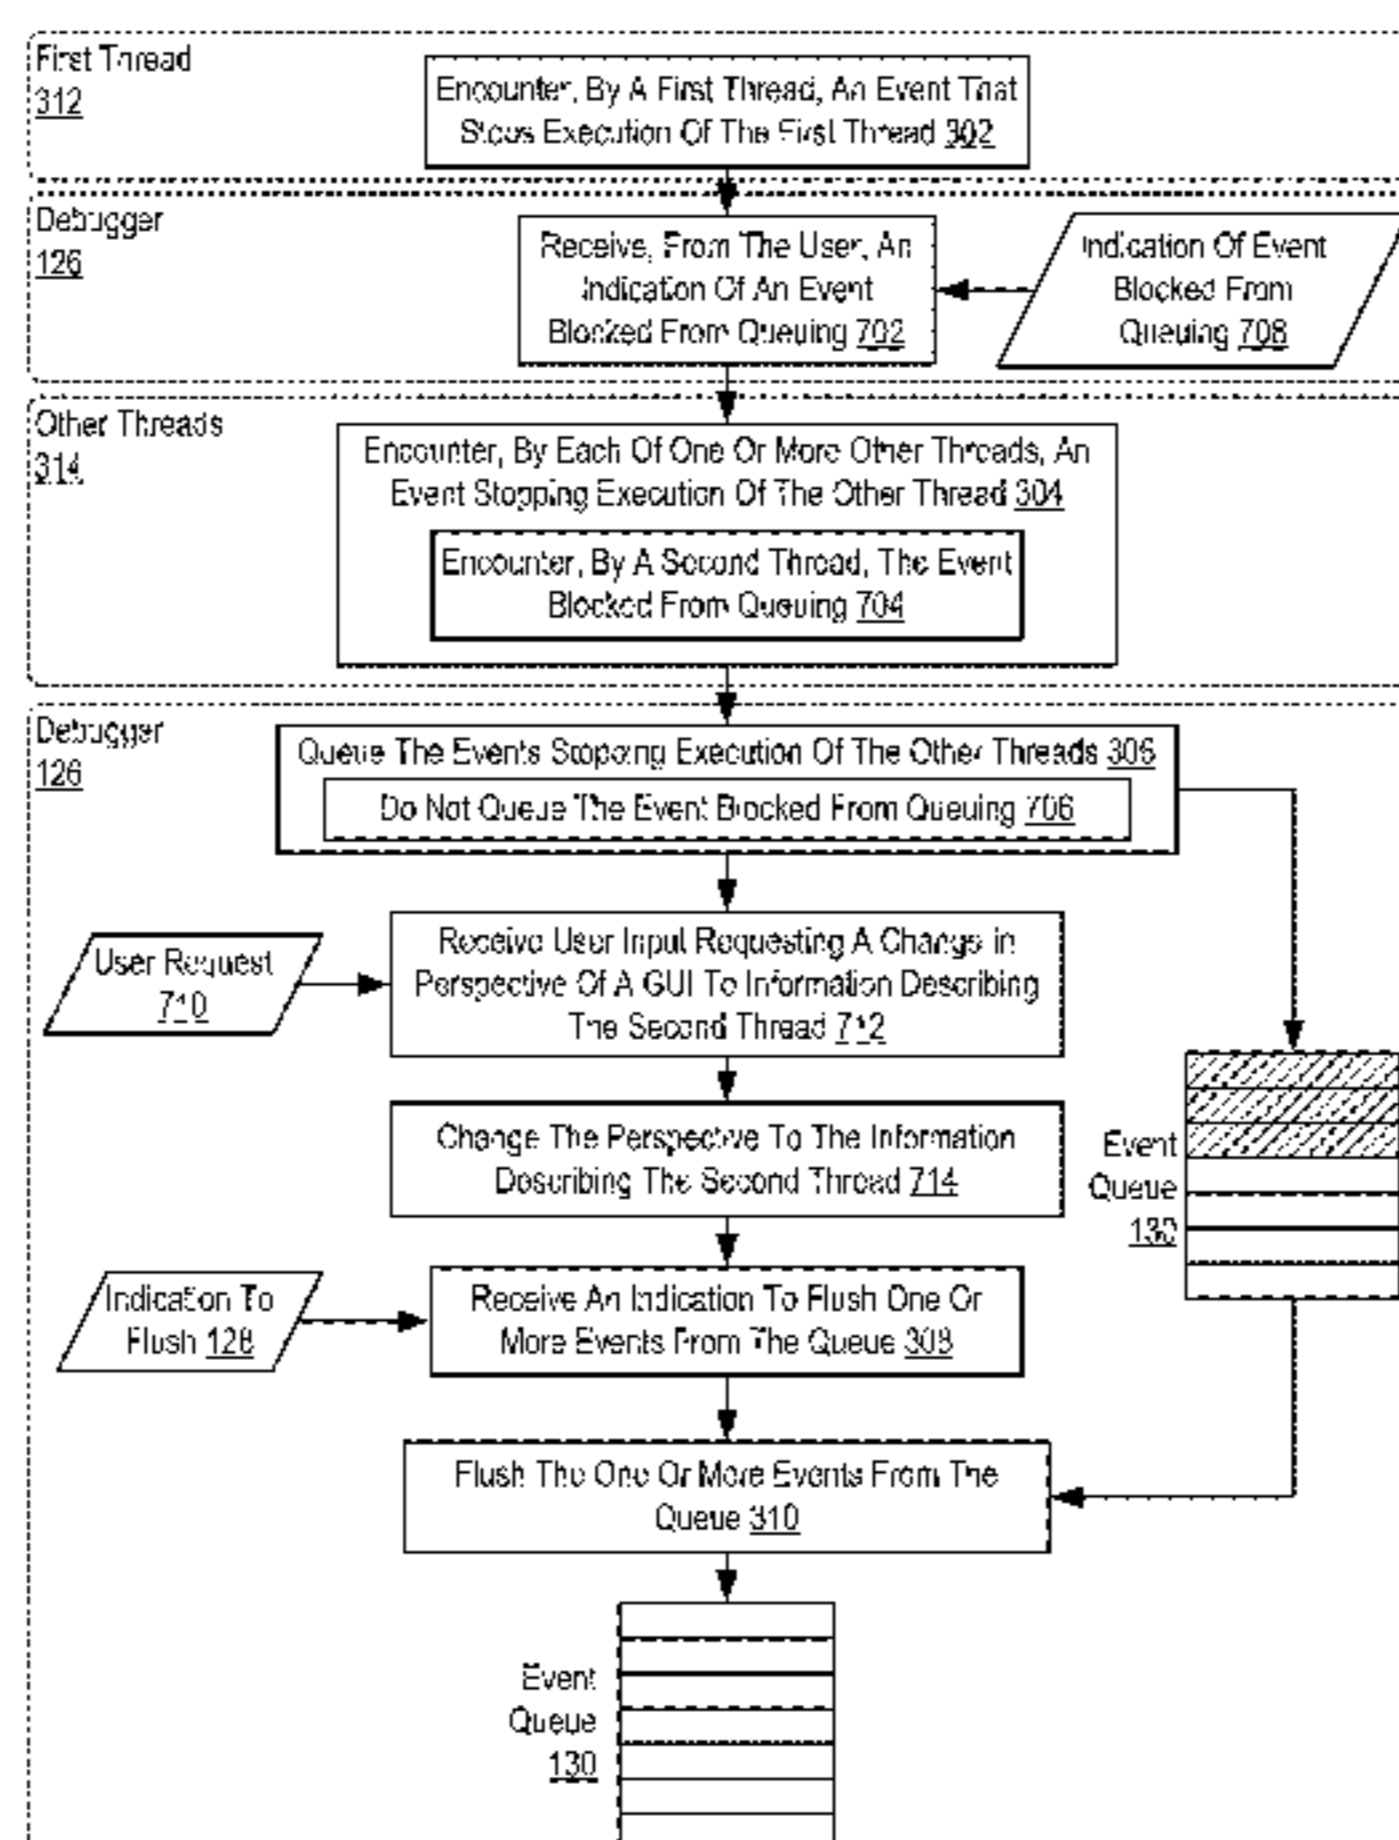 First Thread
312
Encounter, By A First Thread, An Event That
Stops Execution Of The First Thread 302
Debugger
126
Receive, From The User, An
Indication Of An Event
Blocked From Queuing 702
Indication Of Event
Blocked From
Queuing 708
Other Threads
314
Encounter, By Each Of One Or More Other Threads, An
Event Stopping Execution Of The Other Thread 304
Encounter, By A Second Thread, The Event
Blocked From Queuing 704
Debugger
126
Queue The Events Stopping Execution Of The Other Threads 306
Do Not Queue The Event Blocked From Queuing 706
User Request
710
Receive User Input Requesting A Change in
Perspective Of A GUI To Information Describing
The Second Thread 712
Change The Perspective To The Information
Describing The Second Thread 714
Event
Queue
130
Indication To
Flush 128
Receive An Indication To Flush One Or
More Events From The Queue 308
Flush The One Or More Events From The
Queue 310
Event
Queue
130